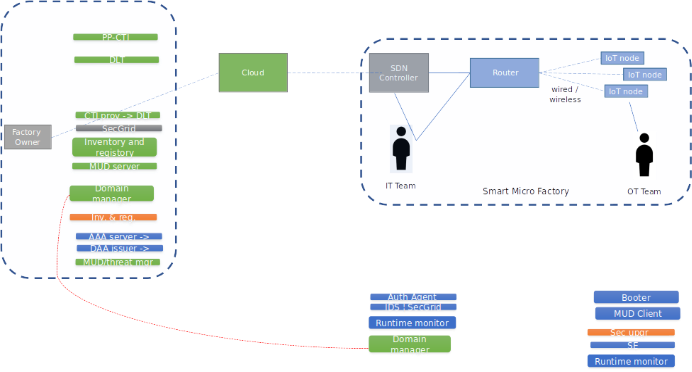 PP-CTI
DLT
CTI prov -> DLT
SecGrid
Factory
Owner
Inventory and
registory
MUD server
Domain
manager
Inv. & reg.
AAA server ->
DAA issuer ->
MUD/threat mgr
Cloud
SDN
Controller
Router
IoT node
IoT node
IoT node
wired /
wireless
IT Team
Smart Micro Factory
OT Team
Auth Agent
IDS : SecGrid
Runtime monitor
Domain
manager
Booter
MUD Client
Sec upgr
SE
Runtime monitor